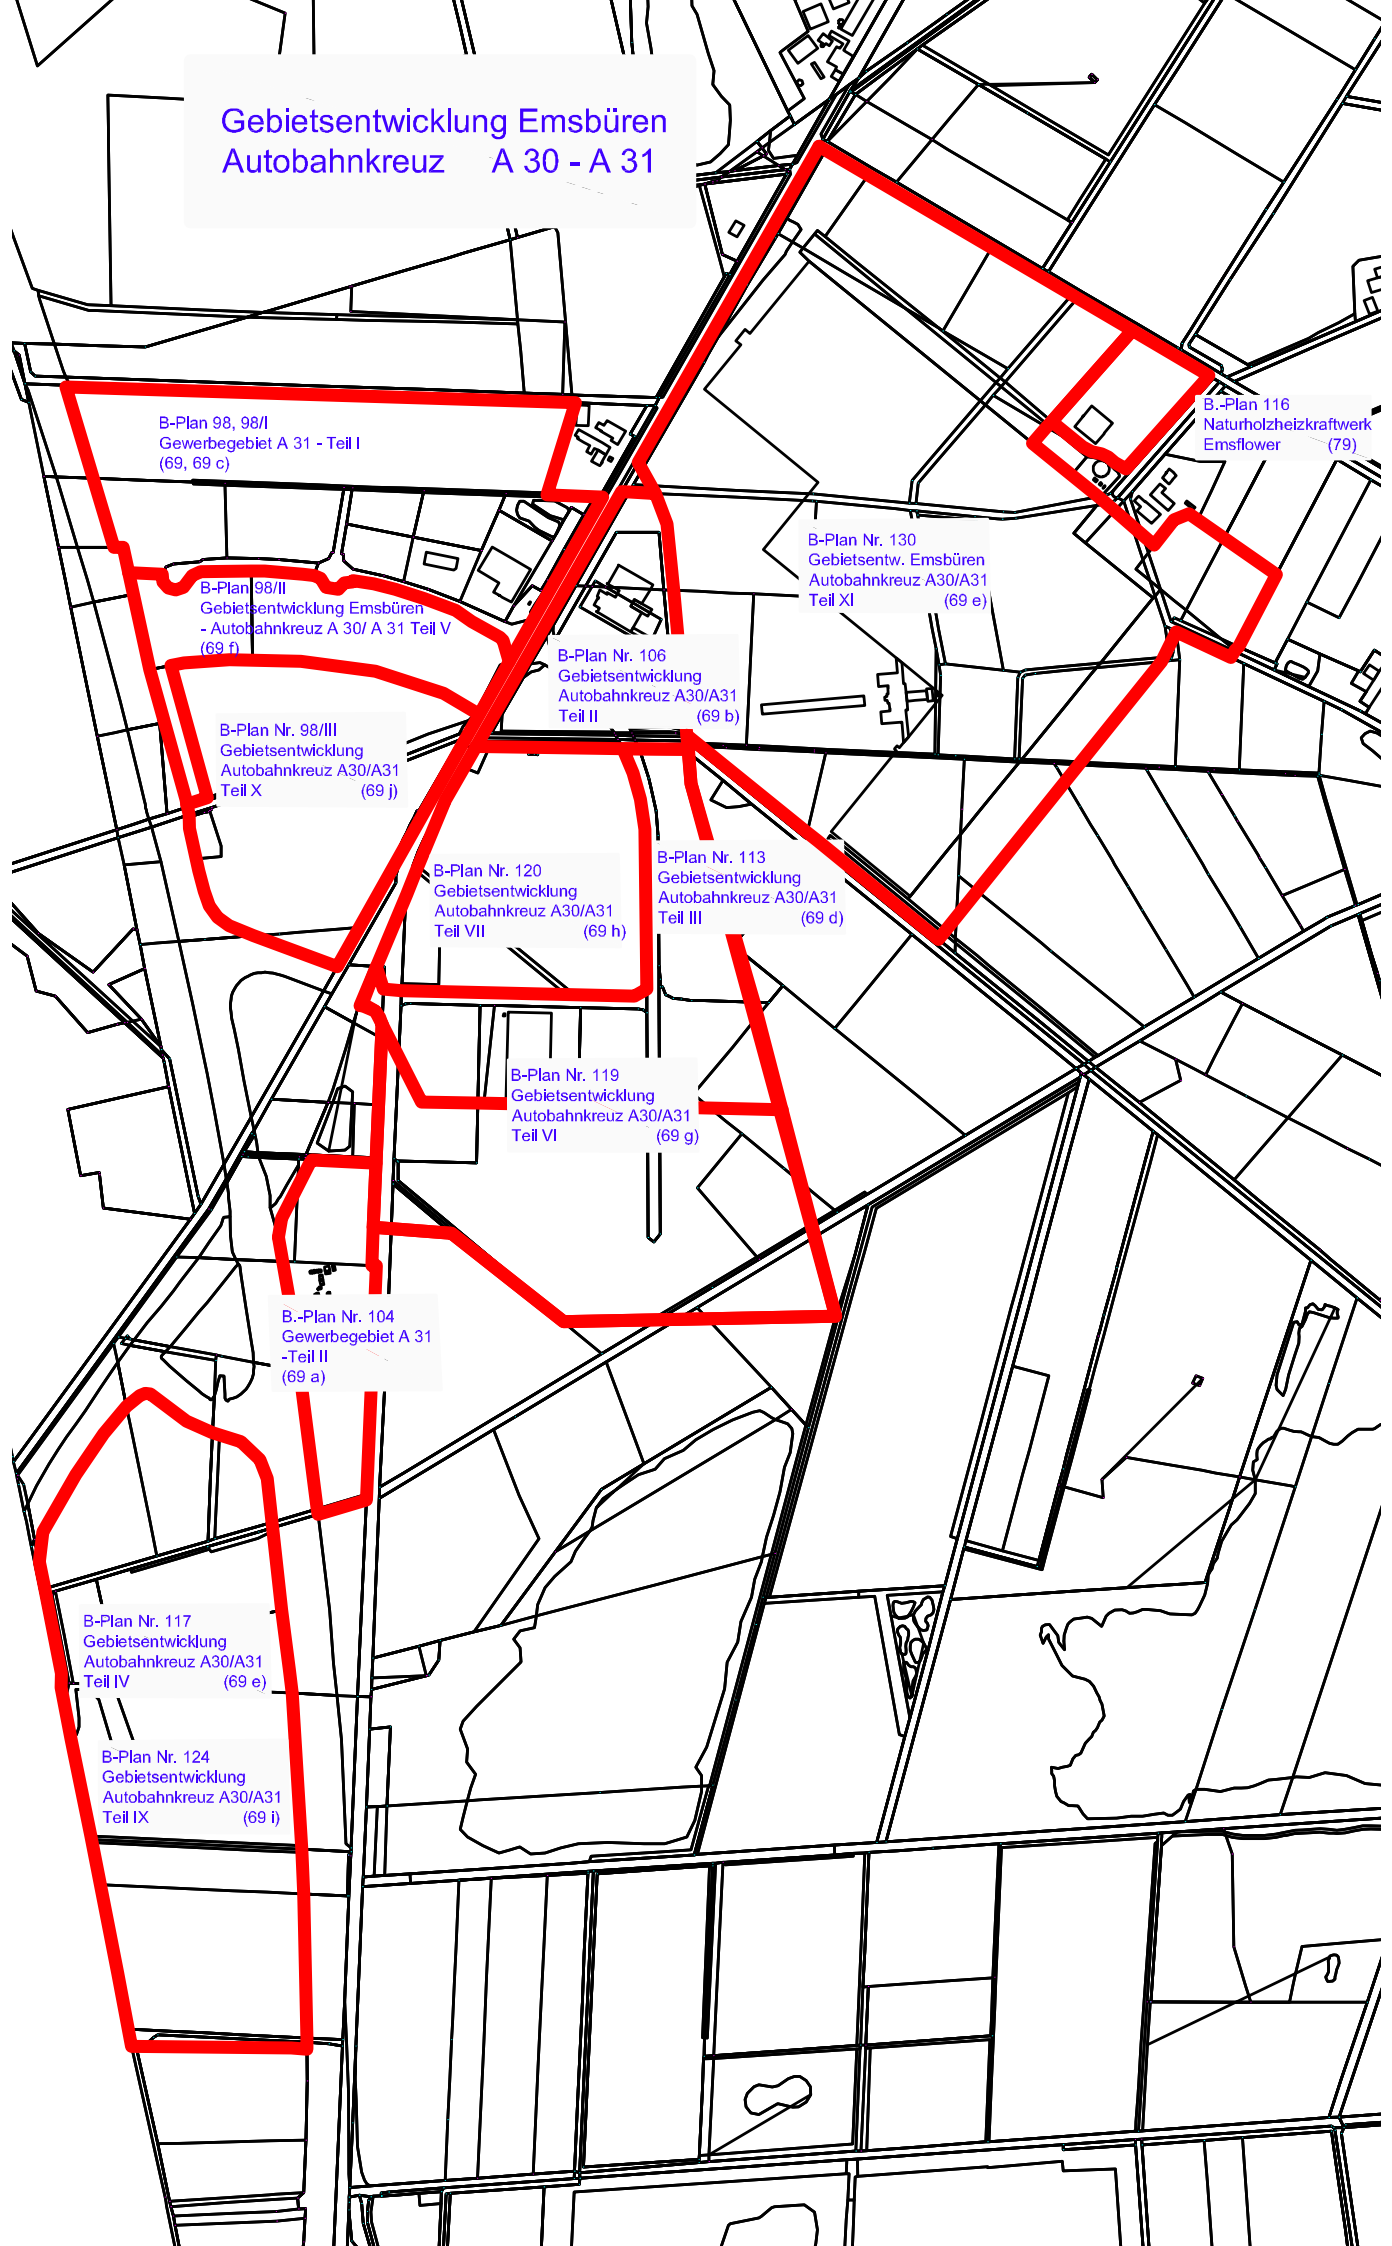 Gebietsentwicklung Emsbüren
Autobahnkreuz A 30 - A 31
B-Plan 98, 98/I
Gewerbegebiet A 31 - Teil I
(69, 69 c)
B.-Plan 116
Naturholzheizkraftwerk
Emsflower (79)
B-Plan Nr. 130
Gebietsentw. Emsbüren
Autobahnkreuz A30/A31
Teil XI (69 e)
B-Plan 98/II
Gebietsentwicklung Emsbüren
- Autobahnkreuz A 30/ A 31 Teil V
(69 f)
B-Plan Nr. 106
Gebietsentwicklung
Autobahnkreuz A30/A31
Teil II (69 b)
B-Plan Nr. 98/III
Gebietsentwicklung
Autobahnkreuz A30/A31
Teil X (69 j)
B-Plan Nr. 120
Gebietsentwicklung
Autobahnkreuz A30/A31
Teil VII (69 h)
B-Plan Nr. 113
Gebietsentwicklung
Autobahnkreuz A30/A31
Teil III (69 d)
B-Plan Nr. 119
Gebietsentwicklung
Autobahnkreuz A30/A31
Teil VI (69 g)
B.-Plan Nr. 104
Gewerbegebiet A 31
-Teil II
(69 a)
B-Plan Nr. 117
Gebietsentwicklung
Autobahnkreuz A30/A31
Teil IV (69 e)
B-Plan Nr. 124
Gebietsentwicklung
Autobahnkreuz A30/A31
Teil IX (69 i)